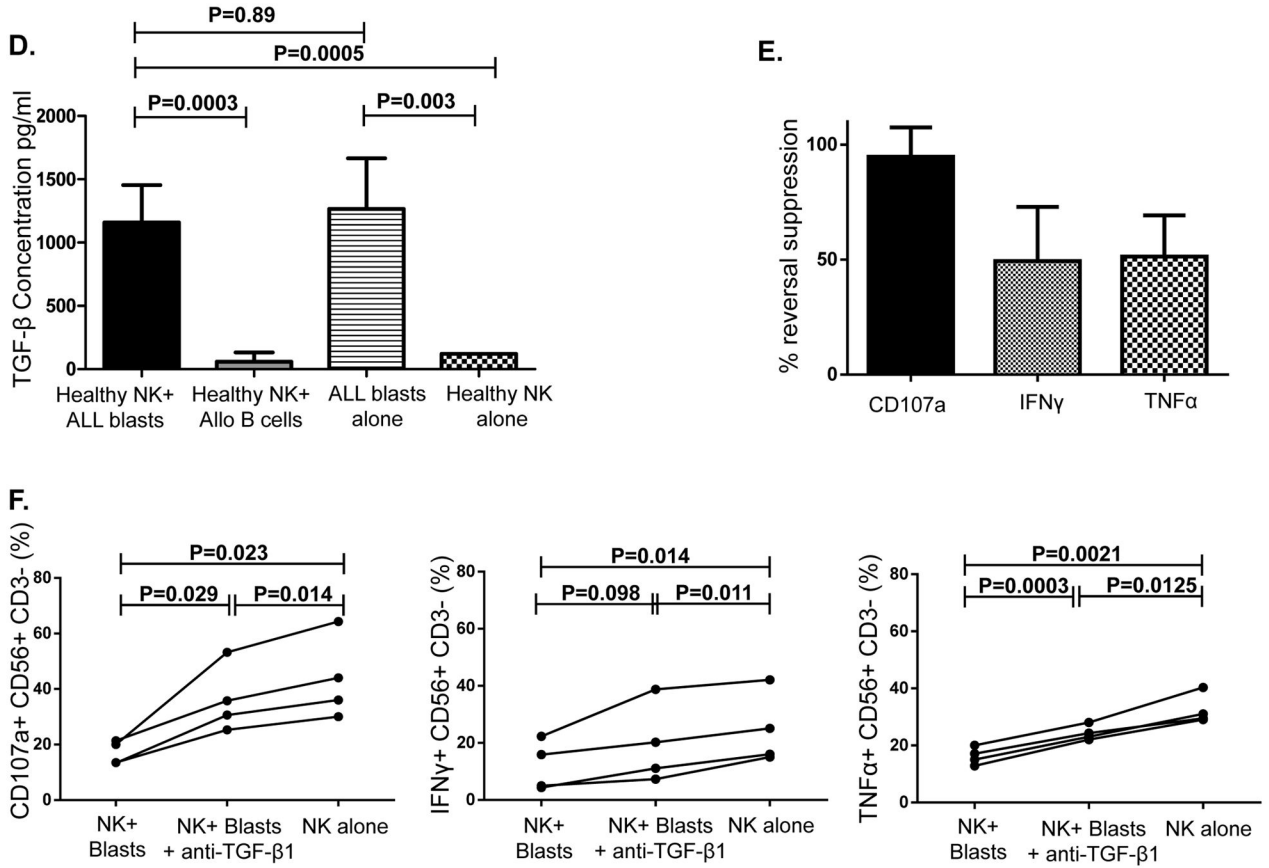 D.
P=0.89
P=0.0005
P=0.0003
P=0.003
TGF-β Concentration pg/ml
2000
1500
1000
500
0
Healthy NK+
ALL blasts
Healthy NK+
Allo B cells
ALL blasts
alone
Healthy NK
alone
E.
% reversal suppression
100
50
0
CD107a
IFNγ
TNFα
F.
CD107a+ CD56+ CD3- (%)
P=0.023
P=0.029
P=0.014
80
60
40
20
0
NK+
Blasts
NK+ Blasts
+ anti-TGF-β1
NK alone
IFNγ+ CD56+ CD3- (%)
P=0.014
P=0.098
P=0.011
80
60
40
20
0
NK+
Blasts
NK+ Blasts
+ anti-TGF-β1
NK alone
TNFα+ CD56+ CD3- (%)
P=0.0021
P=0.0003
P=0.0125
80
60
40
20
0
NK+
Blasts
NK+ Blasts
+ anti-TGF-β1
NK alone